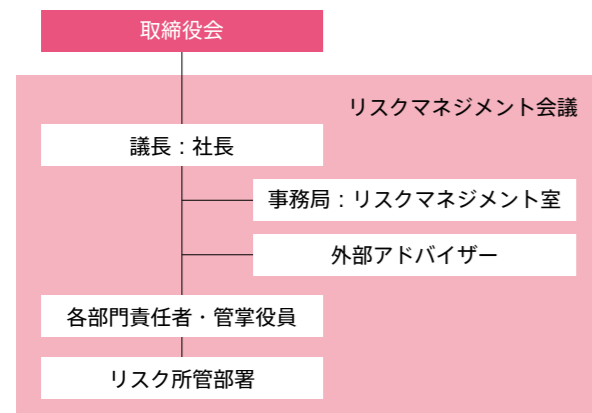 取締役会
リスクマネジメント会議
議長：社長
事務局：リスクマネジメント室
外部アドバイザー
各部門責任者・管掌役員
リスク所管部署